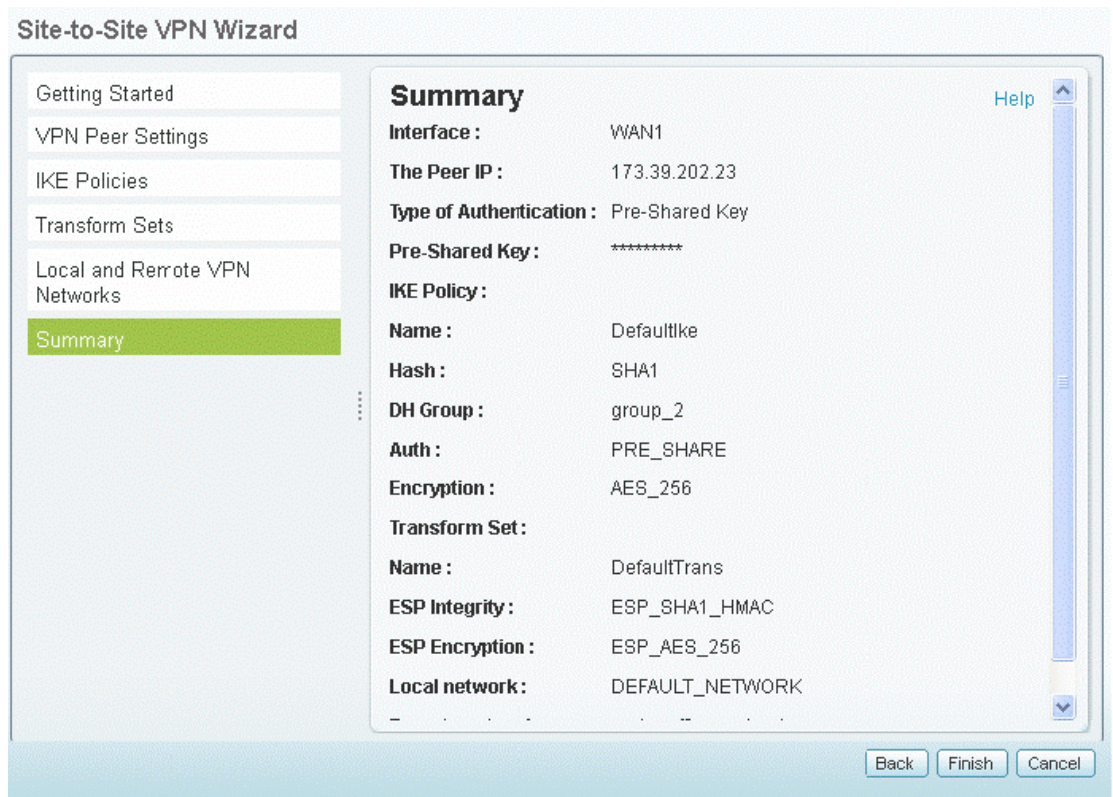 Site-to-Site VPN Wizard
Getting Started
VPN Peer Settings
IKE Policies
Transform Sets
Local and Remote VPN
Networks
Summary
Summary
Help
Interface : WAN1
The Peer IP : 173.39.202.23
Type of Authentication : Pre-Shared Key
Pre-Shared Key : *********
IKE Policy :
Name : DefaultIke
Hash : SHA1
DH Group : group_2
Auth : PRE_SHARE
Encryption : AES_256
Transform Set :
Name : DefaultTrans
ESP Integrity : ESP_SHA1_HMAC
ESP Encryption : ESP_AES_256
Local network : DEFAULT_NETWORK
Back
Finish
Cancel